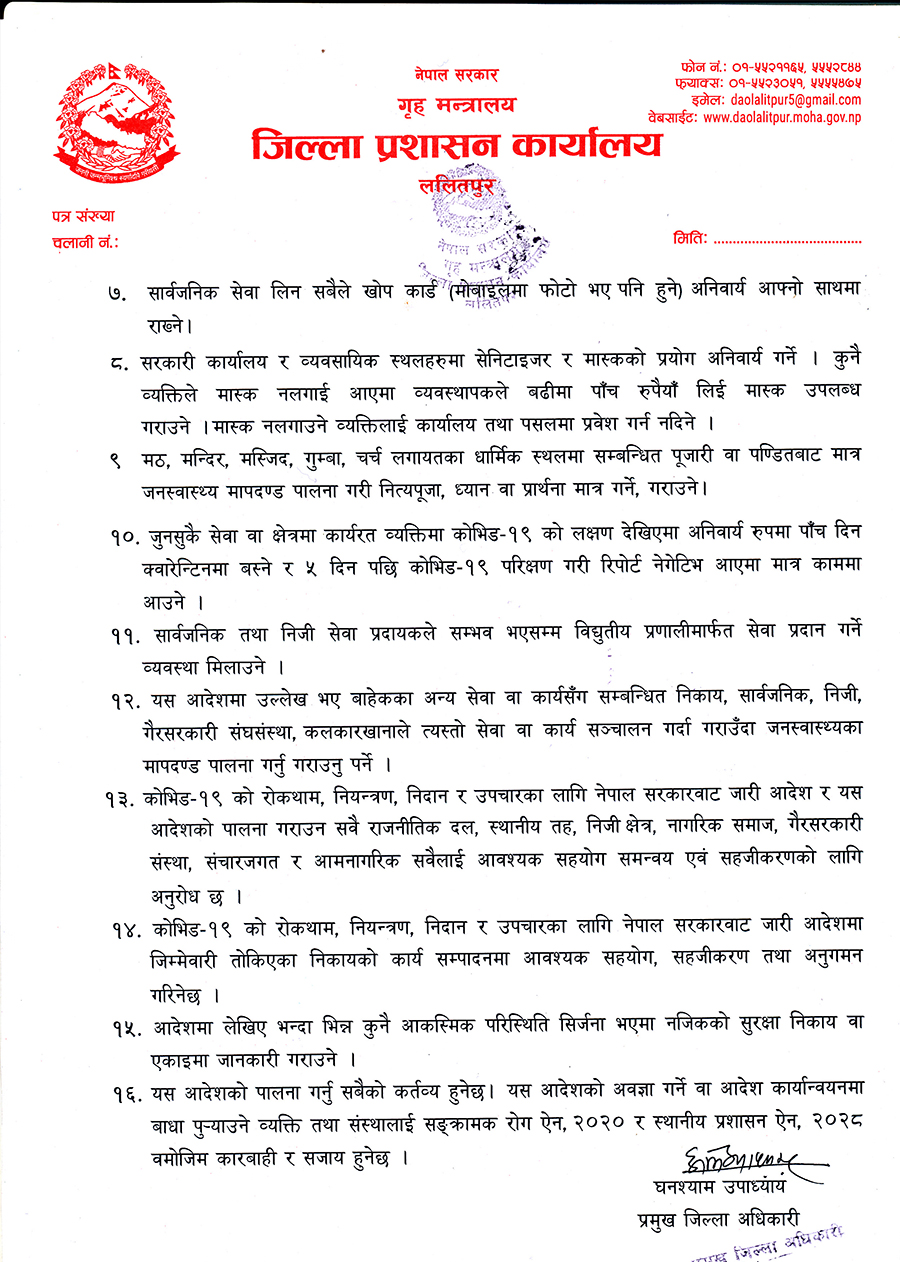 नेपाल सरकार
गृह मन्त्रालय
जिल्ला प्रशासन कार्यालय
ललितपुर
फोन नं.: ०१-५५२११६५, ५५५२८४४
फ्याक्स: ०१-५५२३०५१, ५५५५४७५
इमेल: daolalitpur5@gmail.com
वेबसाईट: www.daolalitpur.moha.gov.np
पत्र संख्या
चलानी नं.:
मिति: ......................................
नेपाल सरकार
गृह मन्त्रालय
ललितपुर
७. सार्वजनिक सेवा लिन सबैले खोप कार्ड (मोबाइलमा फोटो भए पनि हुने) अनिवार्य आफ्नो साथमा
राख्ने।
८. सरकारी कार्यालय र व्यवसायिक स्थलहरुमा सेनिटाइजर र मास्कको प्रयोग अनिवार्य गर्ने । कुनै
व्यक्तिले मास्क नलगाई आएमा व्यवस्थापकले बढीमा पाँच रुपैयाँ लिई मास्क उपलब्ध
गराउने । मास्क नलगाउने व्यक्तिलाई कार्यालय तथा पसलमा प्रवेश गर्न नदिने ।
९ मठ, मन्दिर, मस्जिद, गुम्बा, चर्च लगायतका धार्मिक स्थलमा सम्बन्धित पूजारी वा पण्डितबाट मात्र
जनस्वास्थ्य मापदण्ड पालना गरी नित्यपूजा, ध्यान वा प्रार्थना मात्र गर्ने, गराउने।
१०. जुनसुकै सेवा वा क्षेत्रमा कार्यरत व्यक्तिमा कोभिड-१९ को लक्षण देखिएमा अनिवार्य रुपमा पाँच दिन
क्वारेन्टिनमा बस्ने र ५ दिन पछि कोभिड-१९ परिक्षण गरी रिपोर्ट नेगेटिभ आएमा मात्र काममा
आउने ।
११. सार्वजनिक तथा निजी सेवा प्रदायकले सम्भव भएसम्म विद्युतीय प्रणालीमार्फत सेवा प्रदान गर्ने
व्यवस्था मिलाउने ।
१२. यस आदेशमा उल्लेख भए बाहेकका अन्य सेवा वा कार्यसँग सम्बन्धित निकाय, सार्वजनिक, निजी,
गैरसरकारी संघसंस्था, कलकारखानाले त्यस्तो सेवा वा कार्य सञ्चालन गर्दा गराउँदा जनस्वास्थ्यका
मापदण्ड पालना गर्नु गराउनु पर्ने ।
१३. कोभिड-१९ को रोकथाम, नियन्त्रण, निदान र उपचारका लागि नेपाल सरकारवाट जारी आदेश र यस
आदेशको पालना गराउन सवै राजनीतिक दल, स्थानीय तह, निजी क्षेत्र, नागरिक समाज, गैरसरकारी
संस्था, संचारजगत र आमनागरिक सवैलाई आवश्यक सहयोग समन्वय एवं सहजीकरणको लागि
अनुरोध छ ।
१४. कोभिड-१९ को रोकथाम, नियन्त्रण, निदान र उपचारका लागि नेपाल सरकारवाट जारी आदेशमा
जिम्मेवारी तोकिएका निकायको कार्य सम्पादनमा आवश्यक सहयोग, सहजीकरण तथा अनुगमन
गरिनेछ ।
१५. आदेशमा लेखिए भन्दा भिन्न कुनै आकस्मिक परिस्थिति सिर्जना भएमा नजिकको सुरक्षा निकाय वा
एकाइमा जानकारी गराउने ।
१६. यस आदेशको पालना गर्नु सबैको कर्तव्य हुनेछ। यस आदेशको अवज्ञा गर्ने वा आदेश कार्यान्वयनमा
बाधा पुऱ्याउने व्यक्ति तथा संस्थालाई सङ्क्रामक रोग ऐन, २०२० र स्थानीय प्रशासन ऐन, २०२८
वमोजिम कारबाही र सजाय हुनेछ ।
घनश्याम उपाध्याय
प्रमुख जिल्ला अधिकारी
प्रमुख जिल्ला अधिकारी